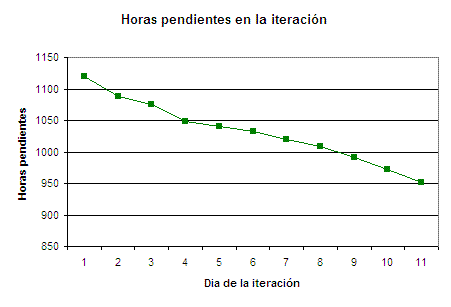 Horas pendientes en la iteración
Horas pendientes
1150
1100
1050
1000
950
900
850
1 2 3 4 5 6 7 8 9 10 11
Dia de la iteración